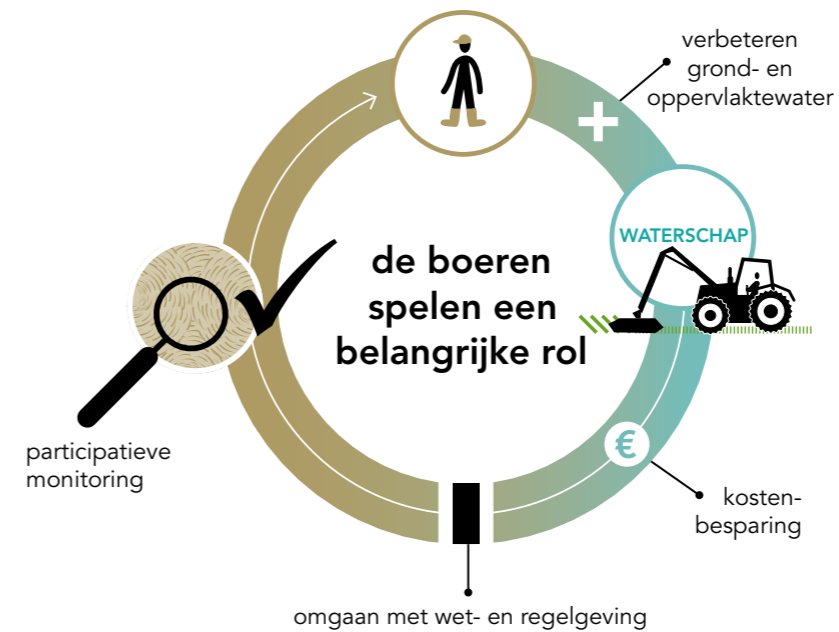 verbeteren
grond- en
oppervlaktewater
WATERSCHAP
de boeren
spelen een
belangrijke rol
€
kosten-
besparing
participatieve
monitoring
omgaan met wet- en regelgeving